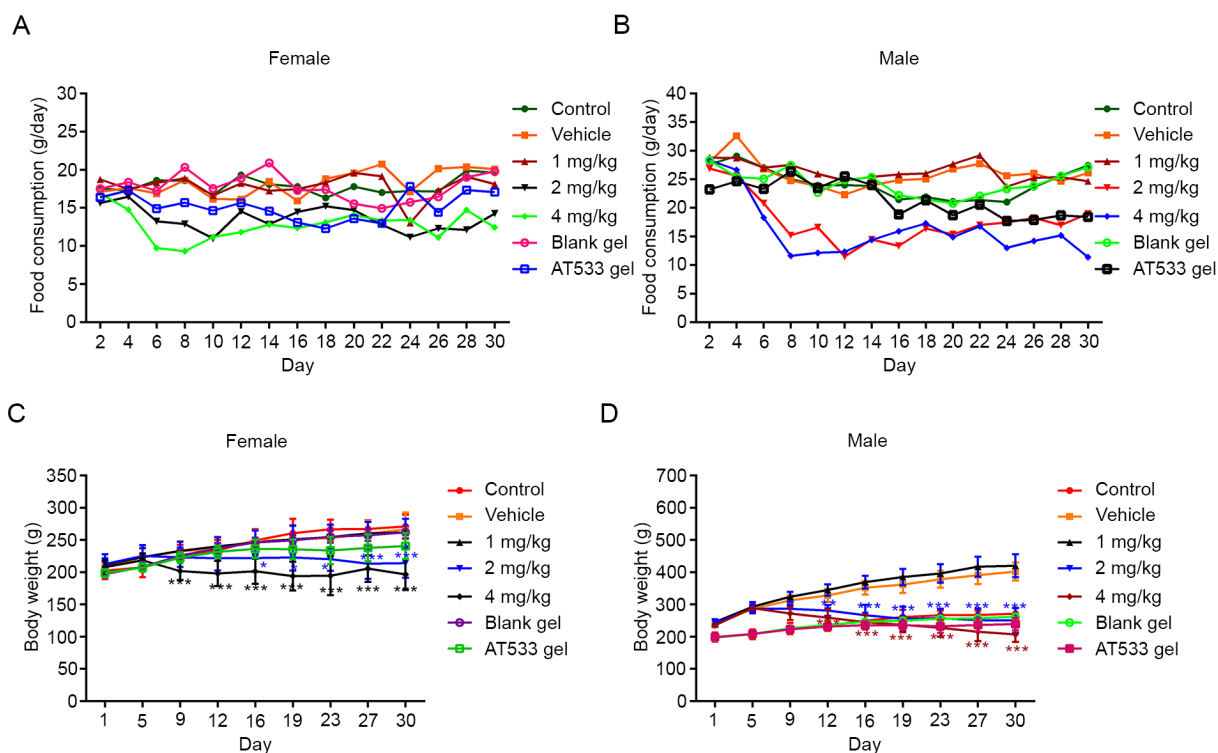 A
Female
Food consumption (g/day)
30
25
20
15
10
5
0
2 4 6 8 10 12 14 16 18 20 22 24 26 28 30
Day
Control
Vehicle
1 mg/kg
2 mg/kg
4 mg/kg
Blank gel
AT533 gel
B
Male
Food consumption (g/day)
40
35
30
25
20
15
10
5
0
2 4 6 8 10 12 14 16 18 20 22 24 26 28 30
Day
Control
Vehicle
1 mg/kg
2 mg/kg
4 mg/kg
Blank gel
AT533 gel
C
Female
Body weight (g)
350
300
250
200
150
100
50
0
1 5 9 12 16 19 23 27 30
Day
Control
Vehicle
1 mg/kg
2 mg/kg
4 mg/kg
Blank gel
AT533 gel
*** *** *** *** *** *** ***
D
Male
Body weight (g)
700
600
500
400
300
200
100
0
1 5 9 12 16 19 23 27 30
Day
Control
Vehicle
1 mg/kg
2 mg/kg
4 mg/kg
Blank gel
AT533 gel
** *** *** *** *** ***
*** *** *** *** *** ***